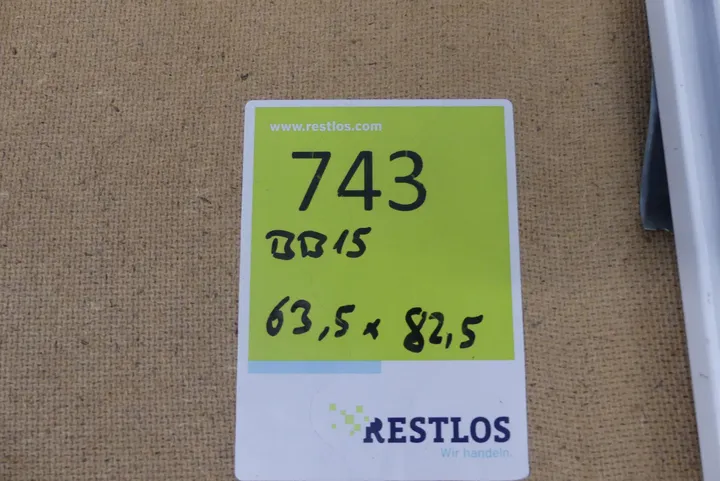 www.restlos.com
743
BB15
63,5 x 82,5
RESTLOS
Wir handeln.